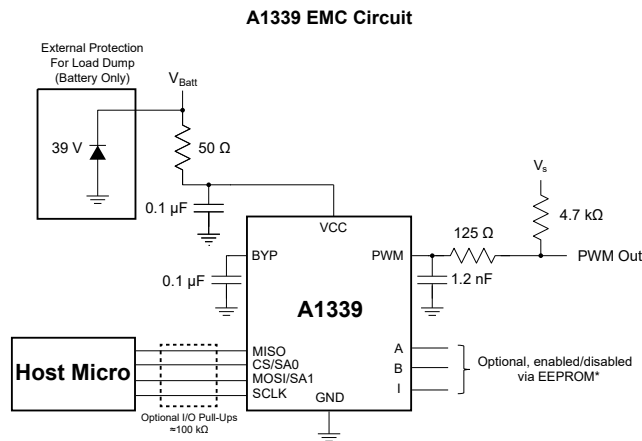 A1339 EMC Circuit
External Protection
For Load Dump
(Battery Only)
VBatt
39 V
50 Ω
0.1 µF
VCC
Vs
4.7 kΩ
125 Ω
BYP
PWM
PWM Out
0.1 µF
1.2 nF
A1339
Host Micro
MISO
CS/SA0
MOSI/SA1
SCLK
A
B
I
Optional, enabled/disabled
via EEPROM*
GND
Optional I/O Pull-Ups
≈100 kΩ